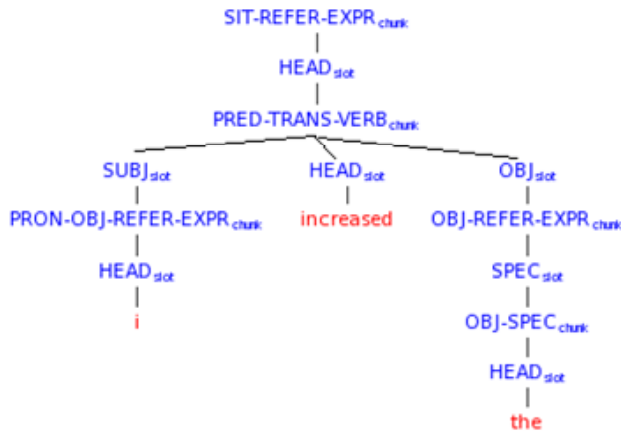 SIT-REFER-EXPRchunk
HEADslot
PRED-TRANS-VERBchunk
SUBJslot HEADslot OBJslot
PRON-OBJ-REFER-EXPRchunk increased OBJ-REFER-EXPRchunk
HEADslot SPECslot
i OBJ-SPECchunk
HEADslot
the